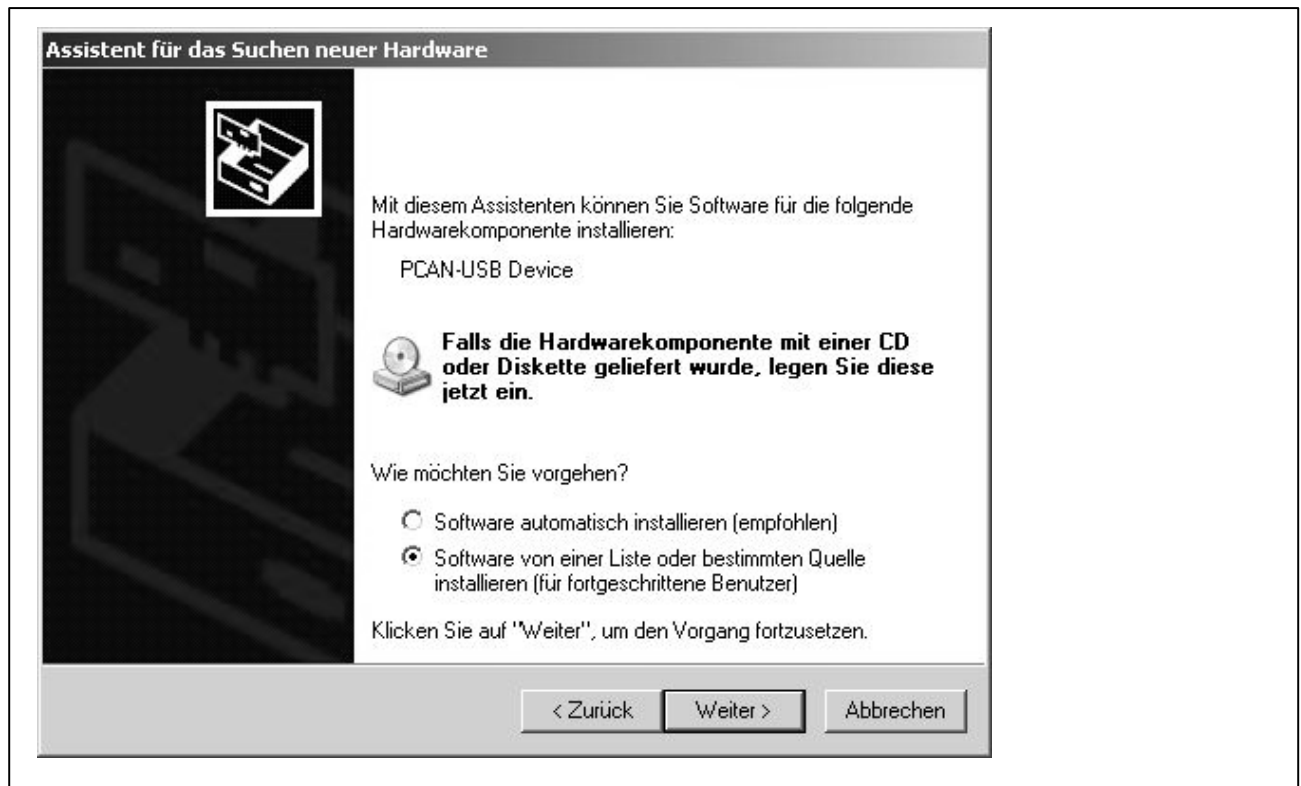 Assistent für das Suchen neuer Hardware
Mit diesem Assistenten können Sie Software für die folgende
Hardwarekomponente installieren:
PCAN-USB Device
Falls die Hardwarekomponente mit einer CD
oder Diskette geliefert wurde, legen Sie diese
jetzt ein.
Wie möchten Sie vorgehen?
Software automatisch installieren (empfohlen)
Software von einer Liste oder bestimmten Quelle
installieren (für fortgeschrittene Benutzer)
Klicken Sie auf "Weiter", um den Vorgang fortzusetzen.
< Zurück Weiter > Abbrechen